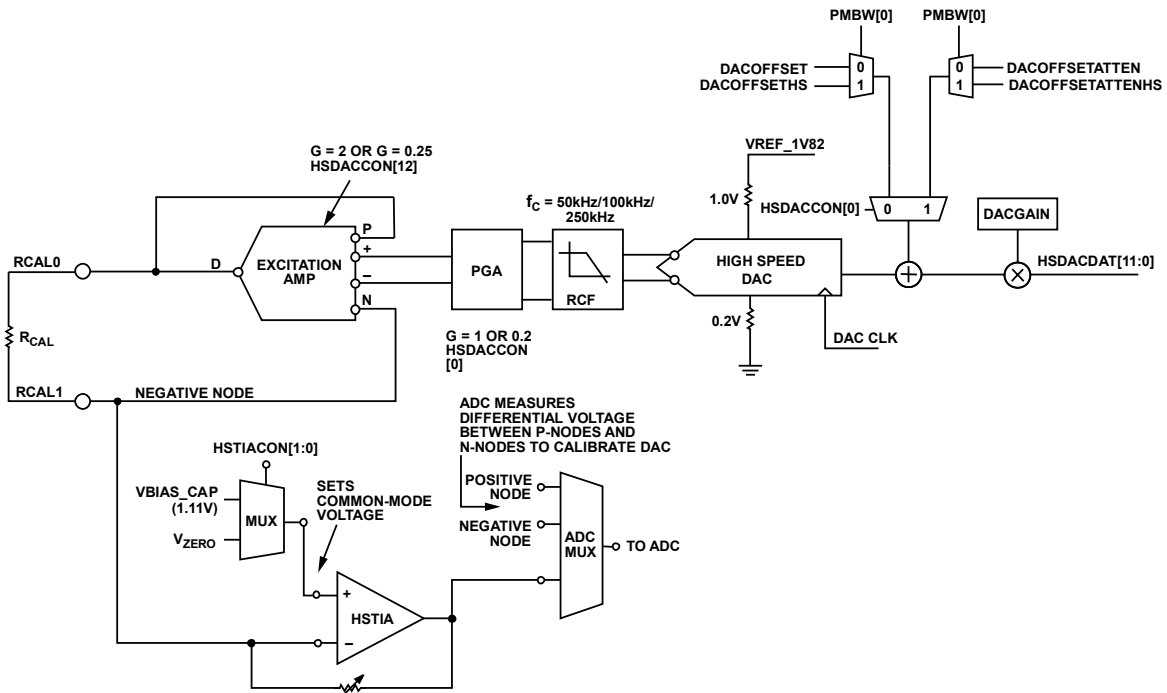 PMBW[0]
PMBW[0]
DACOFFSET
0
DACOFFSETHS
1
0
DACOFFSETATTEN
1
DACOFFSETATTENHS
G = 2 OR G = 0.25
HSDACCON[12]
VREF_1V82
fC = 50kHz/100kHz/
250kHz
1.0V
HSDACCON[0]
0
1
DACGAIN
P
+
–
N
D
EXCITATION
AMP
PGA
RCF
HIGH SPEED
DAC
+
×
HSDACDAT[11:0]
RCAL0
RCAL
RCAL1
G = 1 OR 0.2
HSDACCON
[0]
0.2V
DAC CLK
NEGATIVE NODE
ADC MEASURES
DIFFERENTIAL VOLTAGE
BETWEEN P-NODES AND
N-NODES TO CALIBRATE DAC
HSTIACON[1:0]
VBIAS_CAP
(1.11V)
VZERO
MUX
SETS
COMMON-MODE
VOLTAGE
POSITIVE
NODE
NEGATIVE
NODE
ADC
MUX
TO ADC
+
HSTIA
–